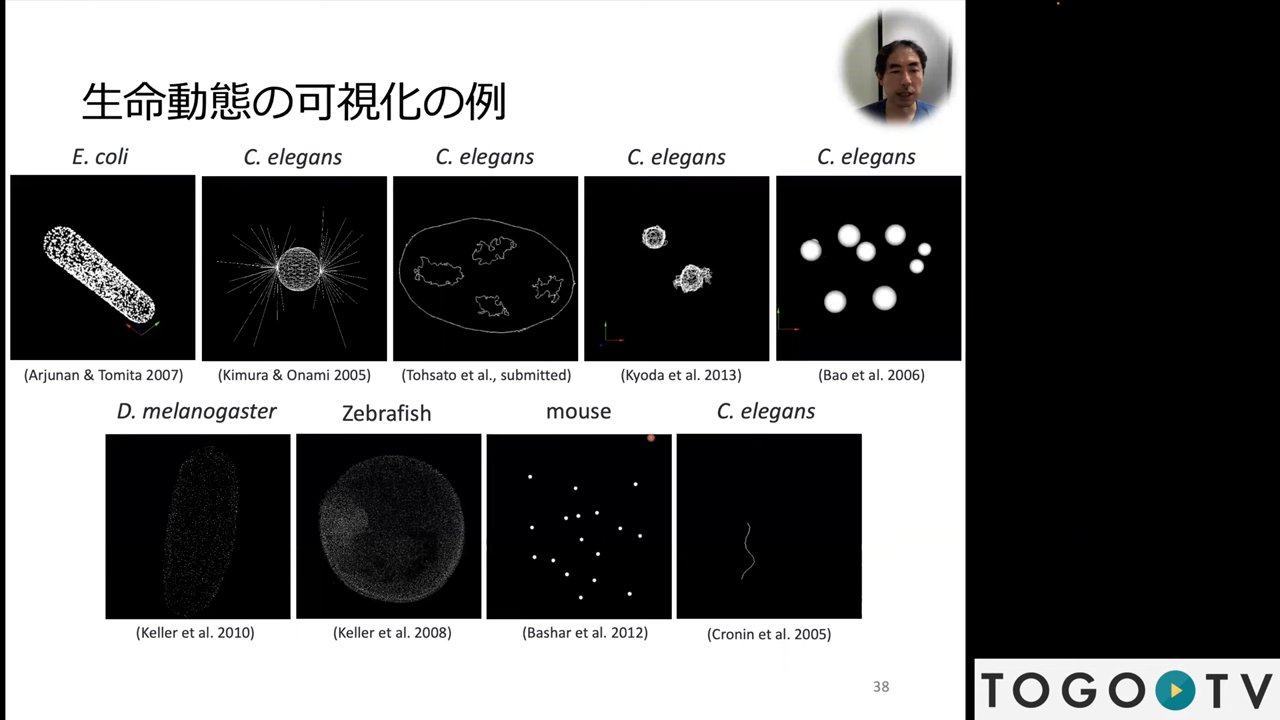 生命動態の可視化の例
E. coli
C. elegans
C. elegans
C. elegans
C. elegans
(Arjunan & Tomita 2007)
(Kimura & Onami 2005)
(Tohsato et al., submitted)
(Kyoda et al. 2013)
(Bao et al. 2006)
D. melanogaster
Zebrafish
mouse
C. elegans
(Keller et al. 2010)
(Keller et al. 2008)
(Bashar et al. 2012)
(Cronin et al. 2005)
38
TOGO TV